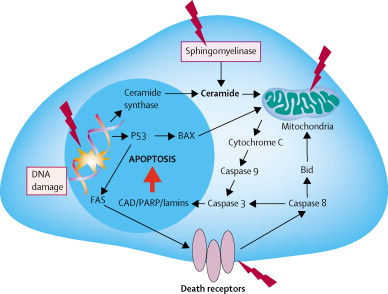 Sphingomyelinase
Ceramide
synthase
Ceramide
Mitochondria
P53
BAX
Cytochrome C
APOPTOSIS
DNA
damage
Caspase 9
Bid
FAS
CAD/PARP/lamins
Caspase 3
Caspase 8
Death receptors